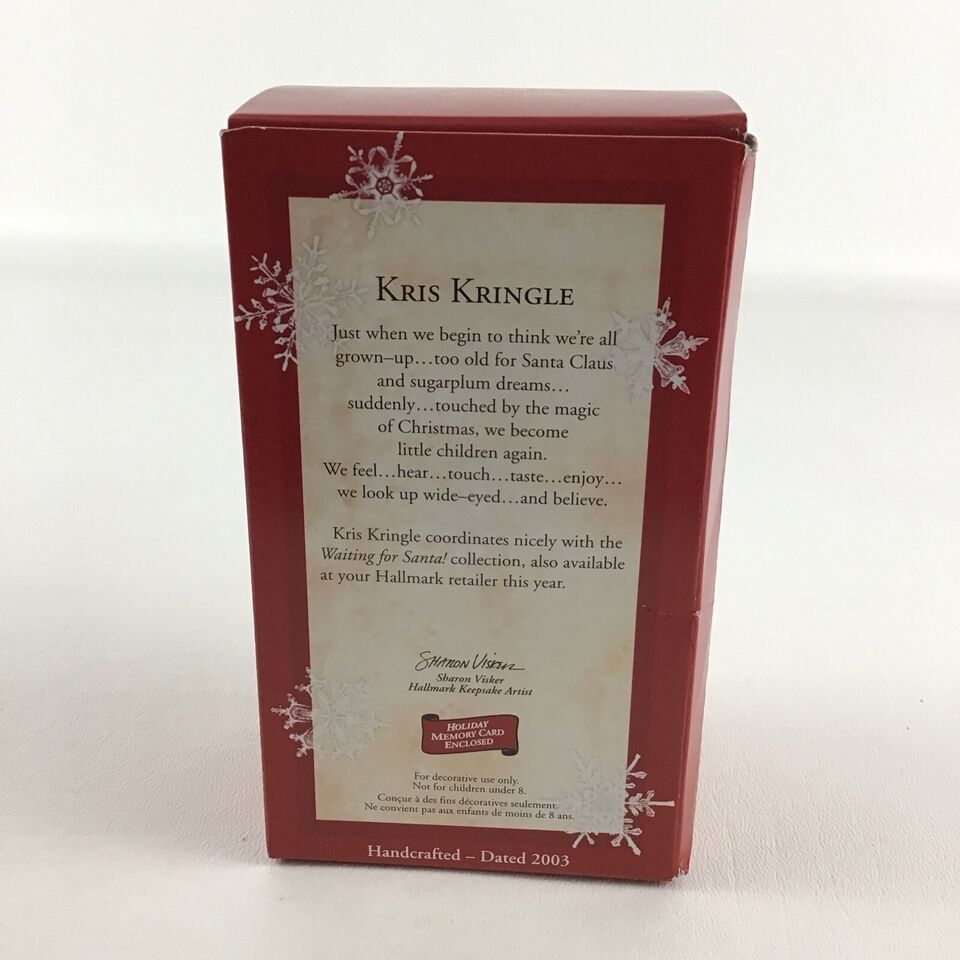 KRIS KRINGLE
Just when we begin to think we're all
grown–up...too old for Santa Claus
and sugarplum dreams...
suddenly...touched by the magic
of Christmas, we become
little children again.
We feel...hear...touch...taste...enjoy...
we look up wide–eyed...and believe.
Kris Kringle coordinates nicely with the
Waiting for Santa! collection, also available
at your Hallmark retailer this year.
SHARON VISKER
Sharon Visker
Hallmark Keepsake Artist
HOLIDAY
MEMORY CARD
ENCLOSED
For decorative use only.
Not for children under 8.
Conçue à des fins décoratives seulement.
Ne convient pas aux enfants de moins de 8 ans.
Handcrafted – Dated 2003